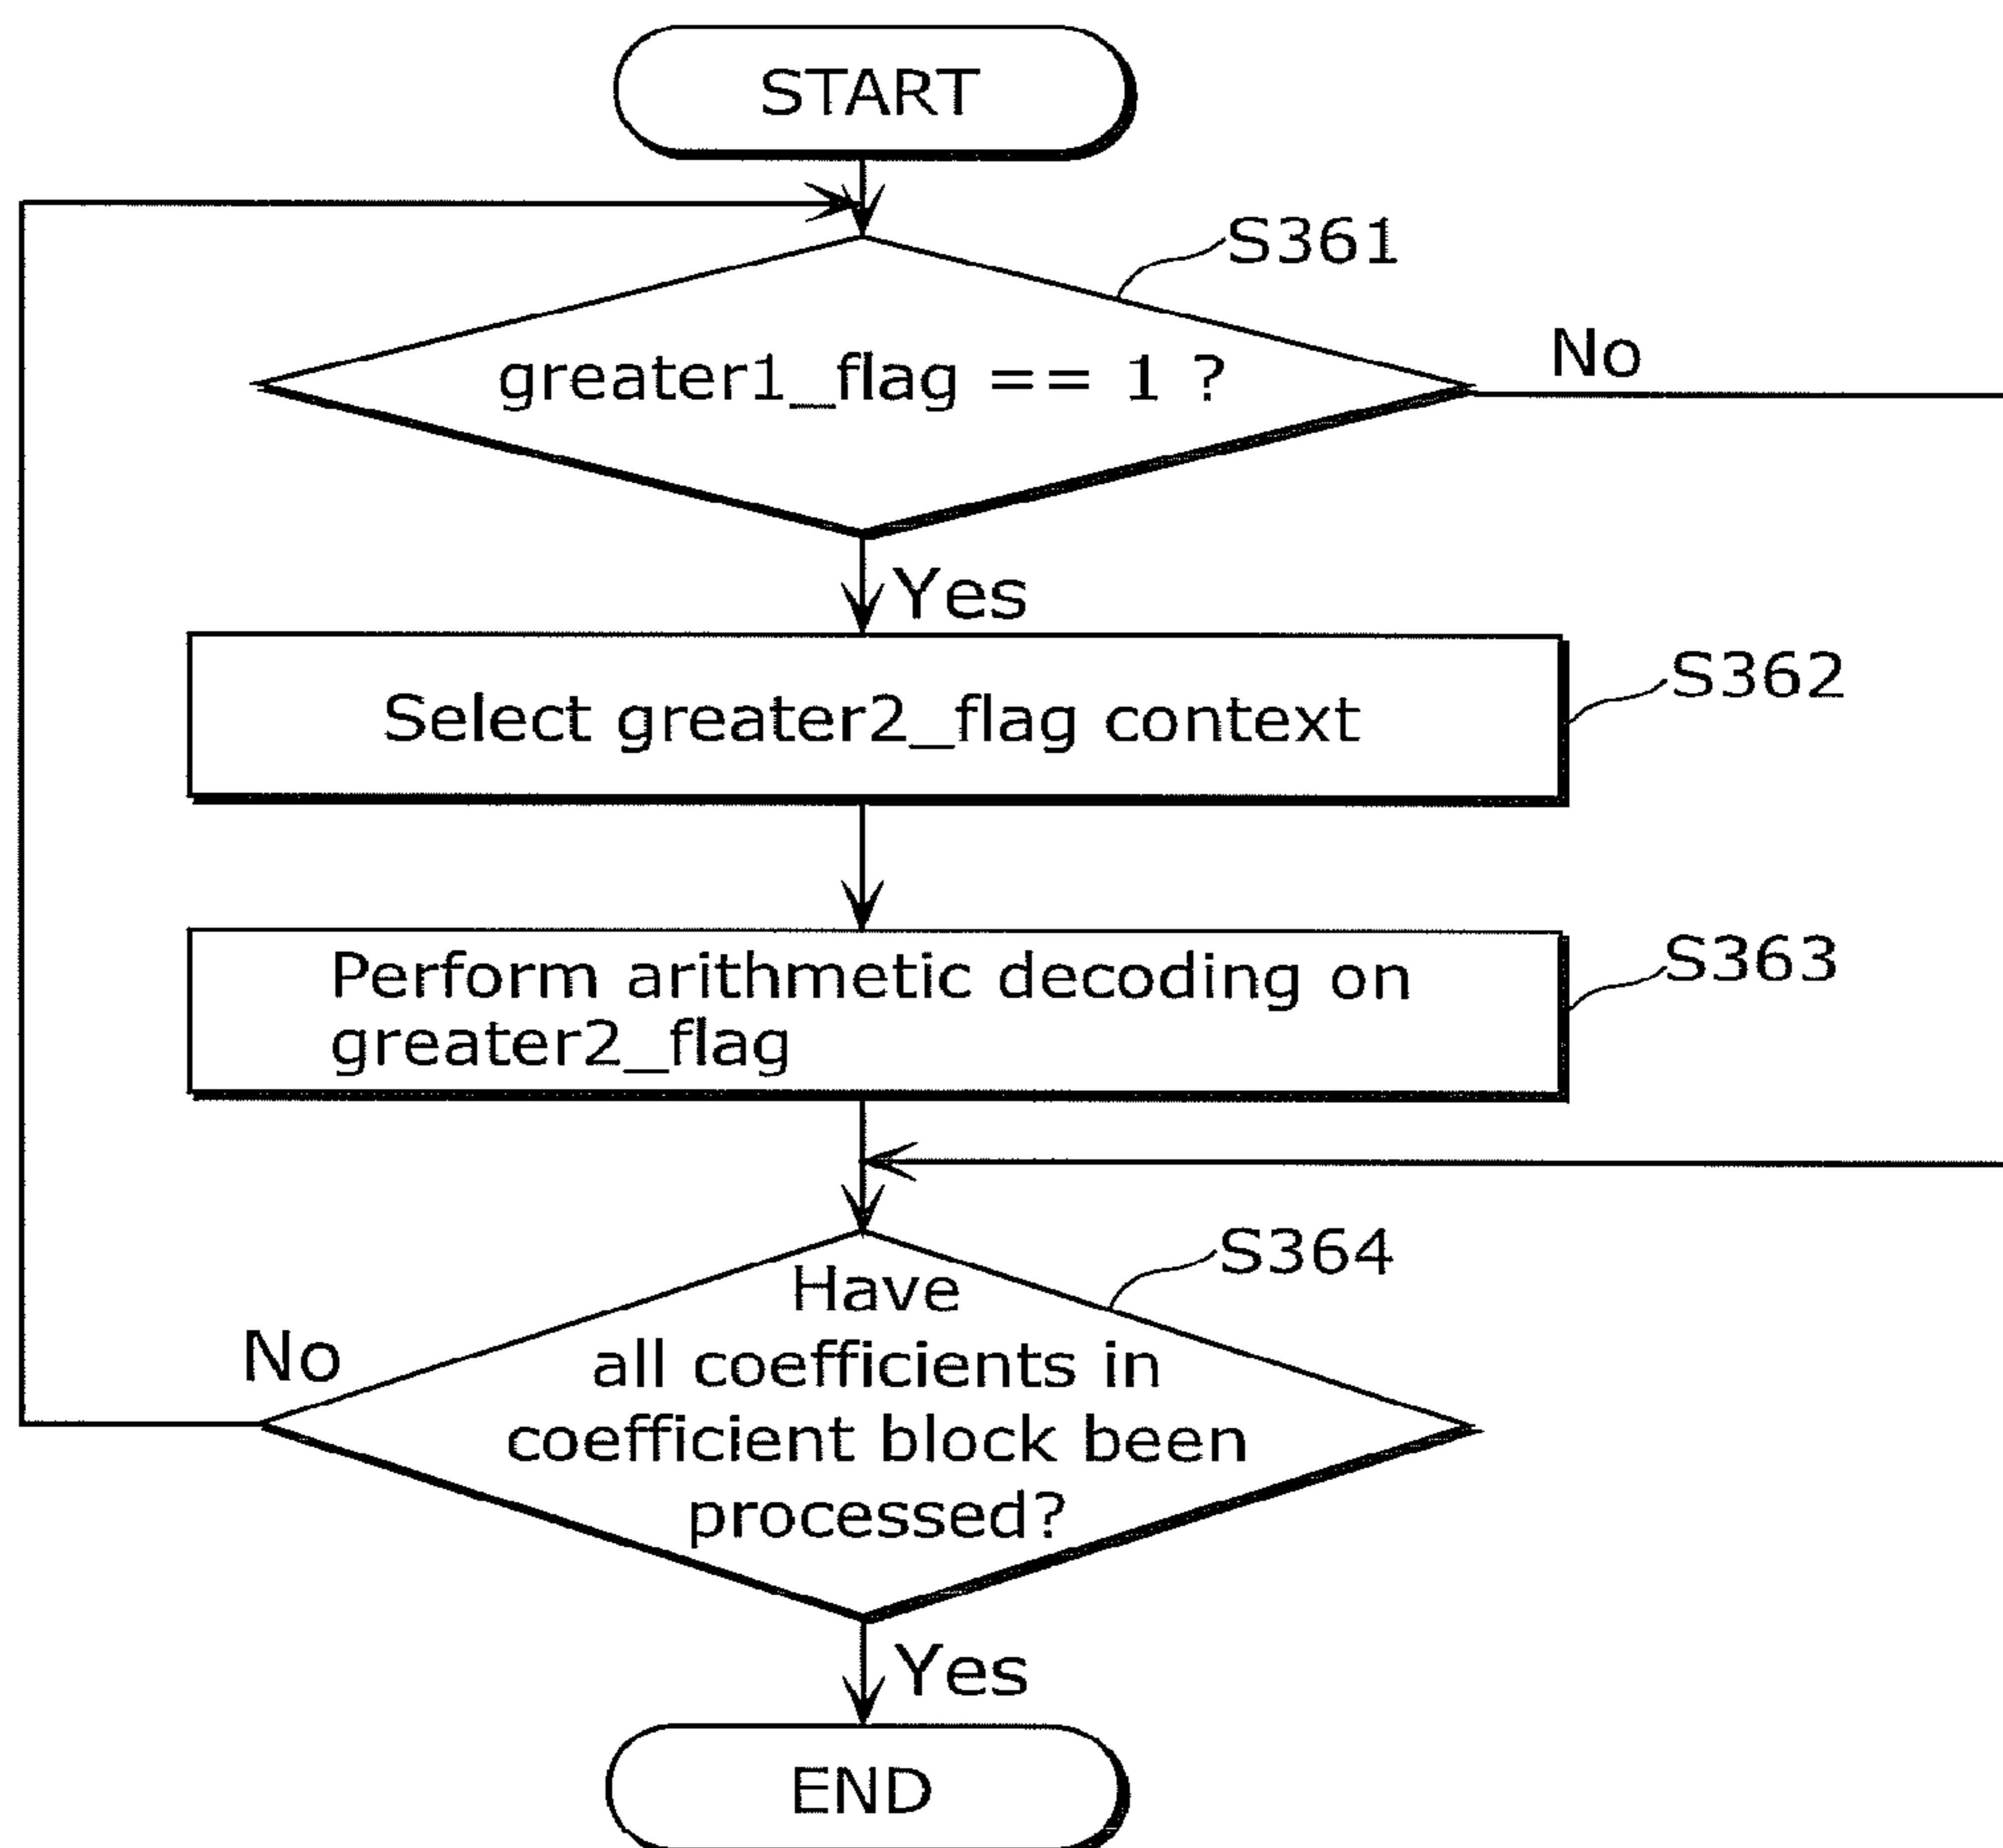 START
S361
greater1_flag == 1 ?
No
Yes
Select greater2_flag context
S362
Perform arithmetic decoding on
greater2_flag
S363
S364
Have
all coefficients in
coefficient block been
processed?
No
Yes
END